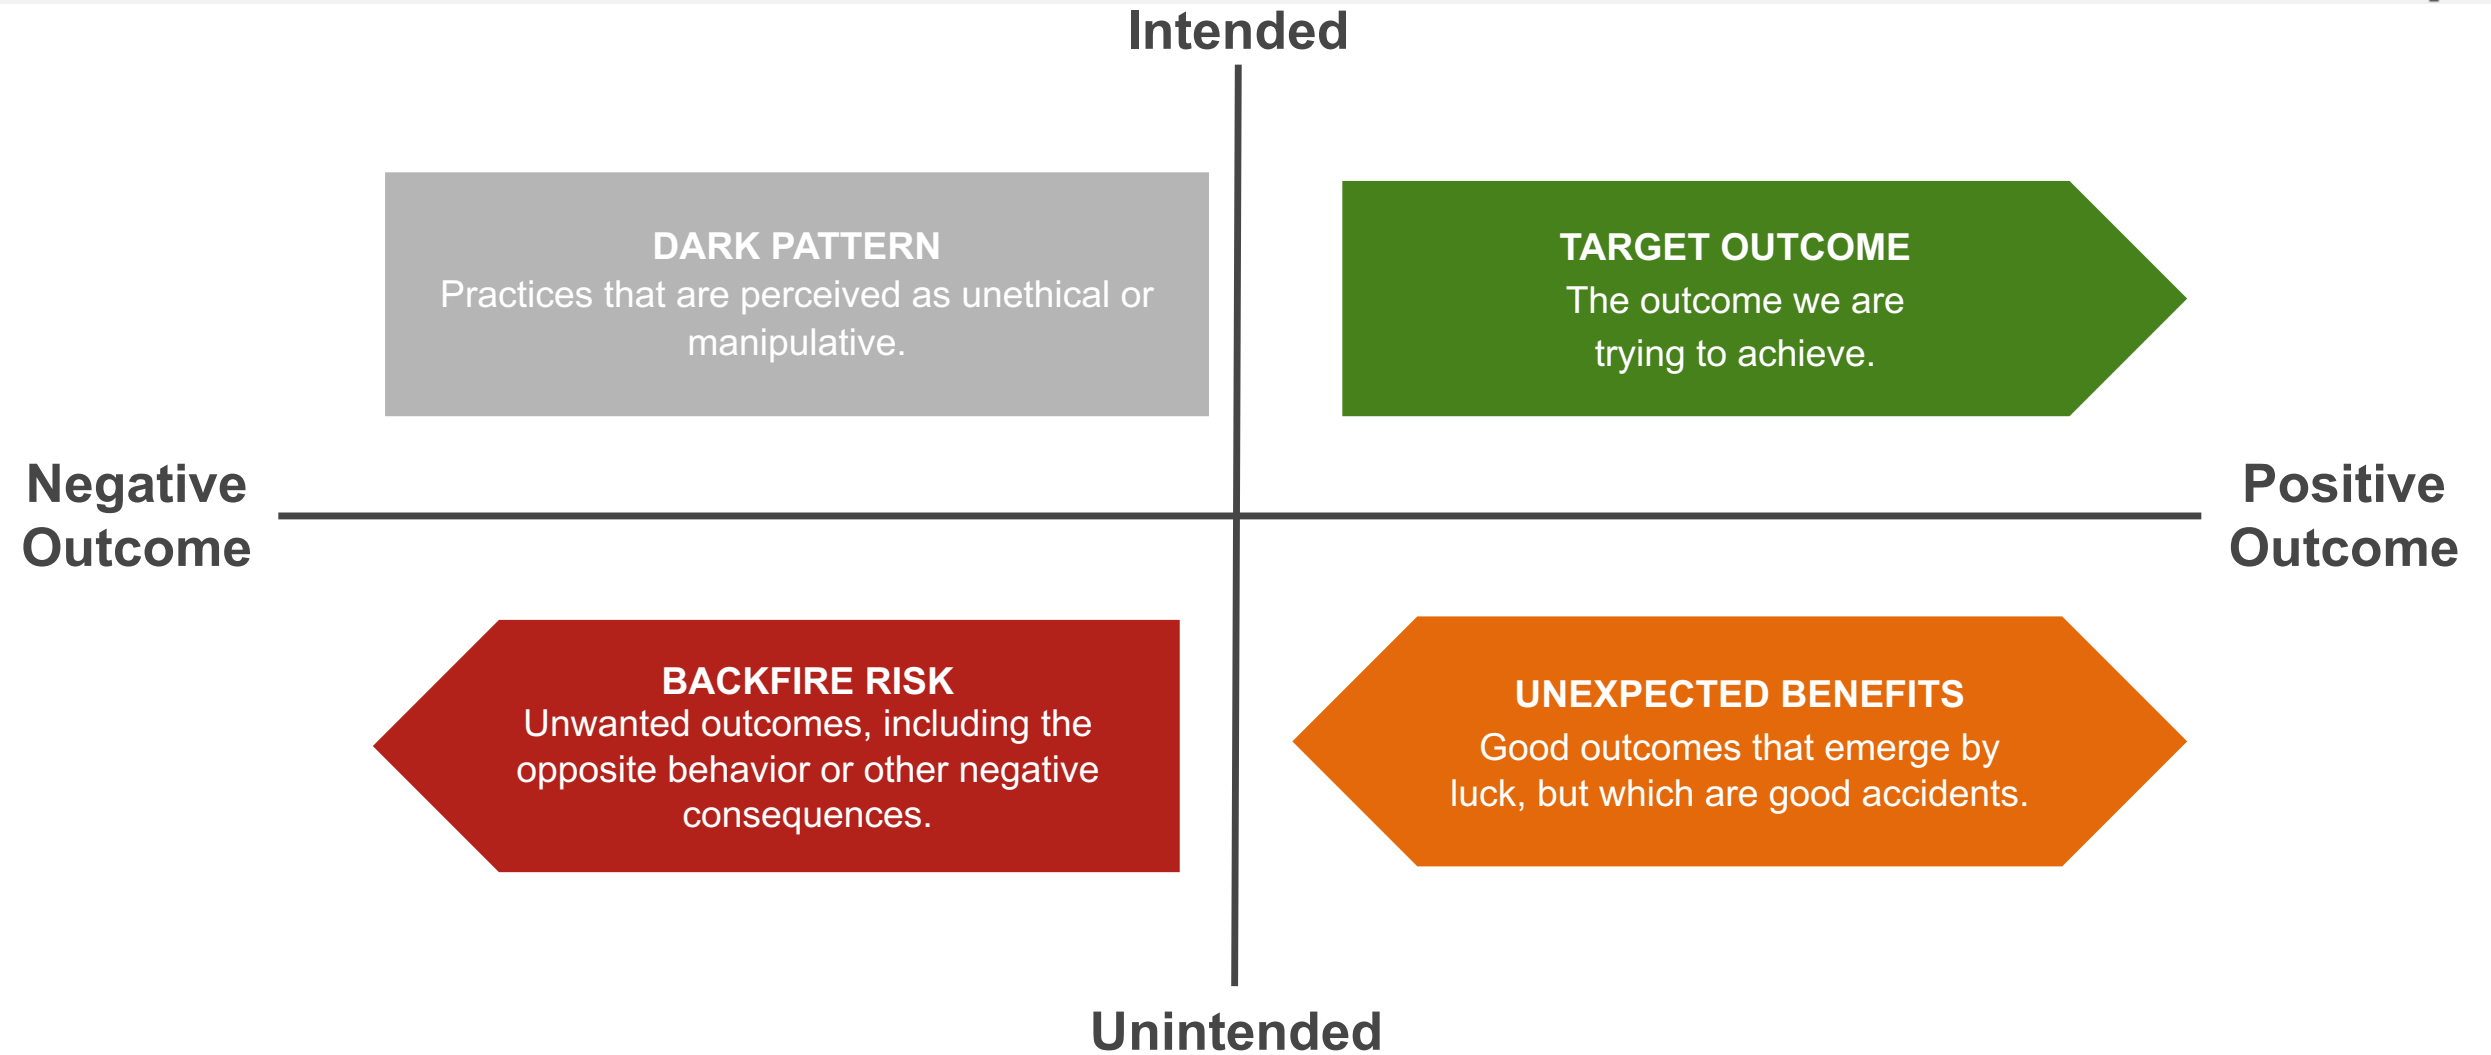 Intended
DARK PATTERN
Practices that are perceived as unethical or
manipulative.
TARGET OUTCOME
The outcome we are
trying to achieve.
Negative
Outcome
Positive
Outcome
BACKFIRE RISK
Unwanted outcomes, including the
opposite behavior or other negative
consequences.
UNEXPECTED BENEFITS
Good outcomes that emerge by
luck, but which are good accidents.
Unintended